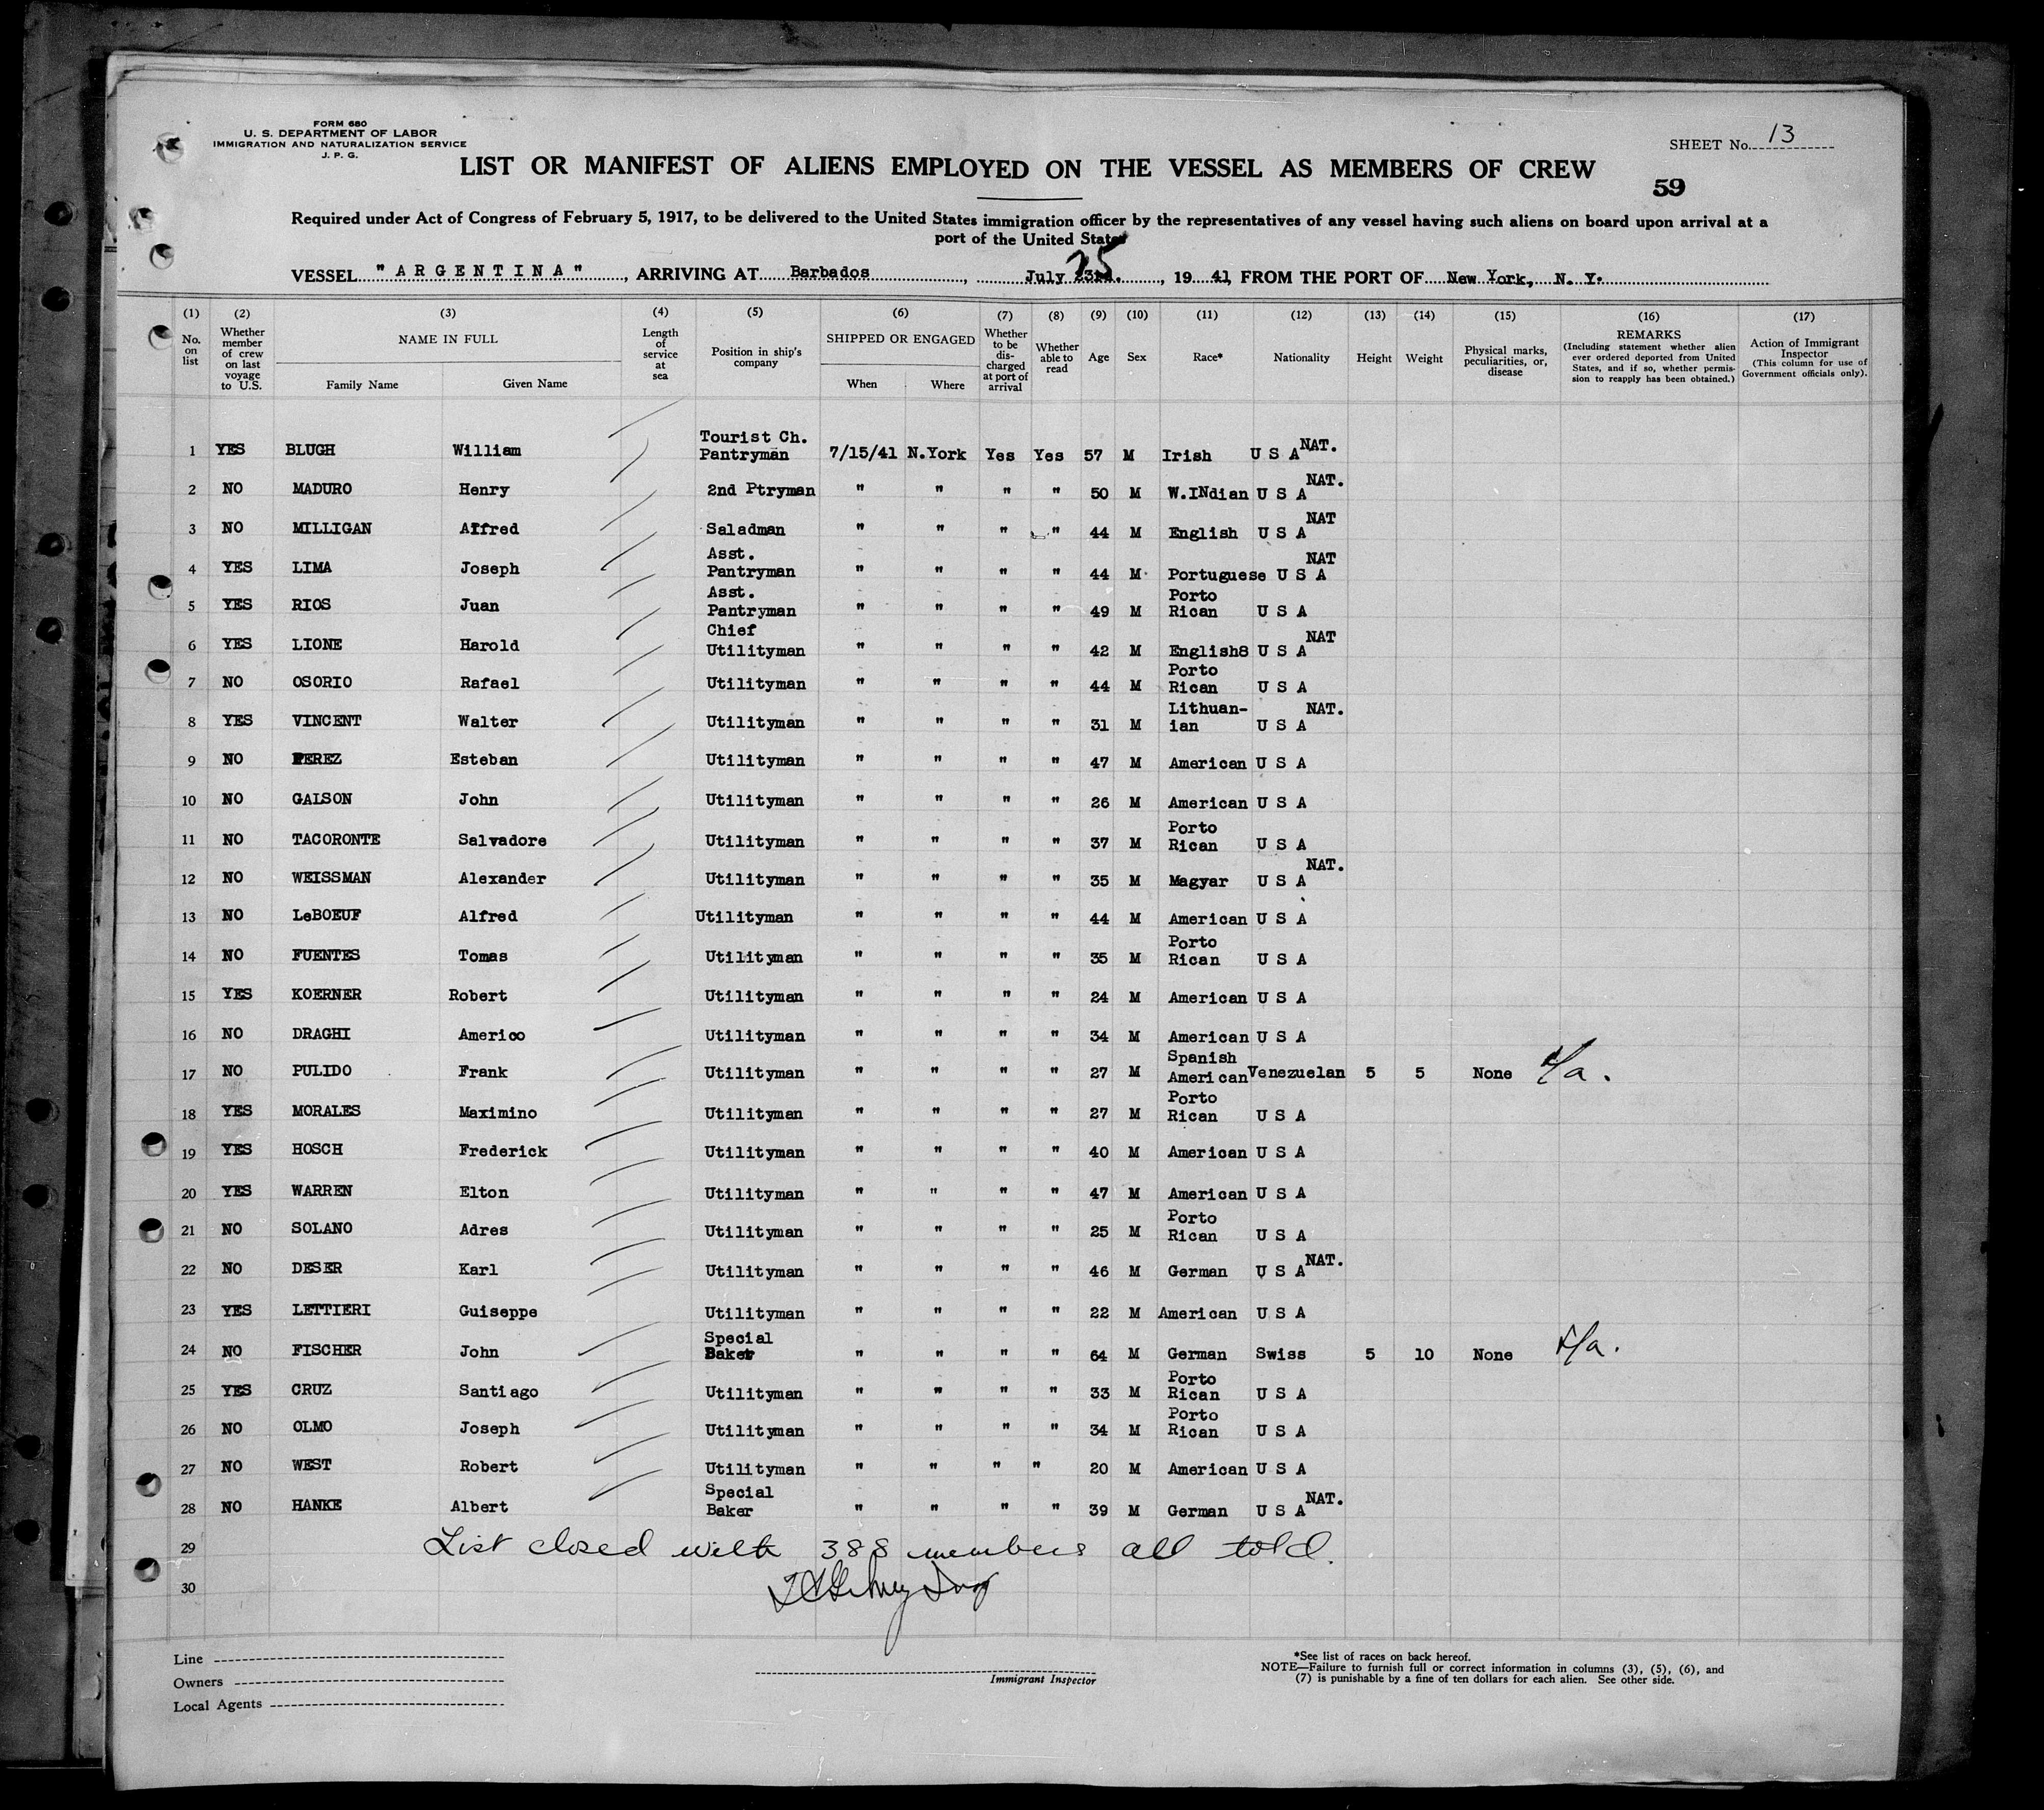 FORM 680
U. S. DEPARTMENT OF LABOR
IMMIGRATION AND NATURALIZATION SERVICE
J. P. G.
SHEET No. 13
LIST OR MANIFEST OF ALIENS EMPLOYED ON THE VESSEL AS MEMBERS OF CREW
59
Required under Act of Congress of February 5, 1917, to be delivered to the United States immigration officer by the representatives of any vessel having such aliens on board upon arrival at a
port of the United States
VESSEL "ARGENTINA", ARRIVING AT Barbados, July 25, 19 41, FROM THE PORT OF New York, N. Y.
(1) (2) (3) (4) (5) (6) (7) (8) (9) (10) (11) (12) (13) (14) (15) (16) (17)
No. on list
Whether member of crew on last voyage to U.S.
NAME IN FULL
Family Name Given Name
Length of service at sea
Position in ship's company
SHIPPED OR ENGAGED
When Where
Whether to be discharged at port of arrival
Whether able to read
Age Sex Race* Nationality Height Weight
Physical marks, peculiarities, or, disease
REMARKS
(Including statement whether alien ever ordered deported from United States, and if so, whether permission to reapply has been obtained.)
Action of Immigrant Inspector
(This column for use of Government officials only).
1 YES BLUGH William Tourist Ch. Pantryman 7/15/41 N.York Yes Yes 57 M Irish U S A NAT.
2 NO MADURO Henry 2nd Ptryman " " " " 50 M W.INdian U S A NAT.
3 NO MILLIGAN Alfred Saladman " " " " 44 M English U S A NAT
4 YES LIMA Joseph Asst. Pantryman " " " " 44 M Portuguese U S A NAT
5 YES RIOS Juan Asst. Pantryman " " " " 49 M Porto Rican U S A
6 YES LIONE Harold Chief Utilityman " " " " 42 M English8 U S A NAT
7 NO OSORIO Rafael Utilityman " " " " 44 M Porto Rican U S A
8 YES VINCENT Walter Utilityman " " " " 31 M Lithuan-ian U S A NAT.
9 NO PEREZ Esteban Utilityman " " " " 47 M American U S A
10 NO GAISON John Utilityman " " " " 26 M American U S A
11 NO TACORONTE Salvadore Utilityman " " " " 37 M Porto Rican U S A
12 NO WEISSMAN Alexander Utilityman " " " " 35 M Magyar U S A NAT.
13 NO LeBOEUF Alfred Utilityman " " " " 44 M American U S A
14 NO FUENTES Tomas Utilityman " " " " 35 M Porto Rican U S A
15 YES KOERNER Robert Utilityman " " " " 24 M American U S A
16 NO DRAGHI Americo Utilityman " " " " 34 M American U S A
17 NO PULIDO Frank Utilityman " " " " 27 M Spanish American Venezuelan 5 5 None
18 YES MORALES Maximino Utilityman " " " " 27 M Porto Rican U S A
19 YES HOSCH Frederick Utilityman " " " " 40 M American U S A
20 YES WARREN Elton Utilityman " " " " 47 M American U S A
21 NO SOLANO Adres Utilityman " " " " 25 M Porto Rican U S A
22 NO DESER Karl Utilityman " " " " 46 M German U S A NAT.
23 YES LETTIERI Guiseppe Utilityman " " " " 22 M American U S A
24 NO FISCHER John Special Baker " " " " 64 M German Swiss 5 10 None
25 YES CRUZ Santiago Utilityman " " " " 33 M Porto Rican U S A
26 NO OLMO Joseph Utilityman " " " " 34 M Porto Rican U S A
27 NO WEST Robert Utilityman " " " " 20 M American U S A
28 NO HANKE Albert Special Baker " " " " 39 M German U S A NAT.
29 List closed with 388 members all told.
30
Line
Owners
Local Agents
Immigrant Inspector
*See list of races on back hereof.
NOTE—Failure to furnish full or correct information in columns (3), (5), (6), and
(7) is punishable by a fine of ten dollars for each alien. See other side.